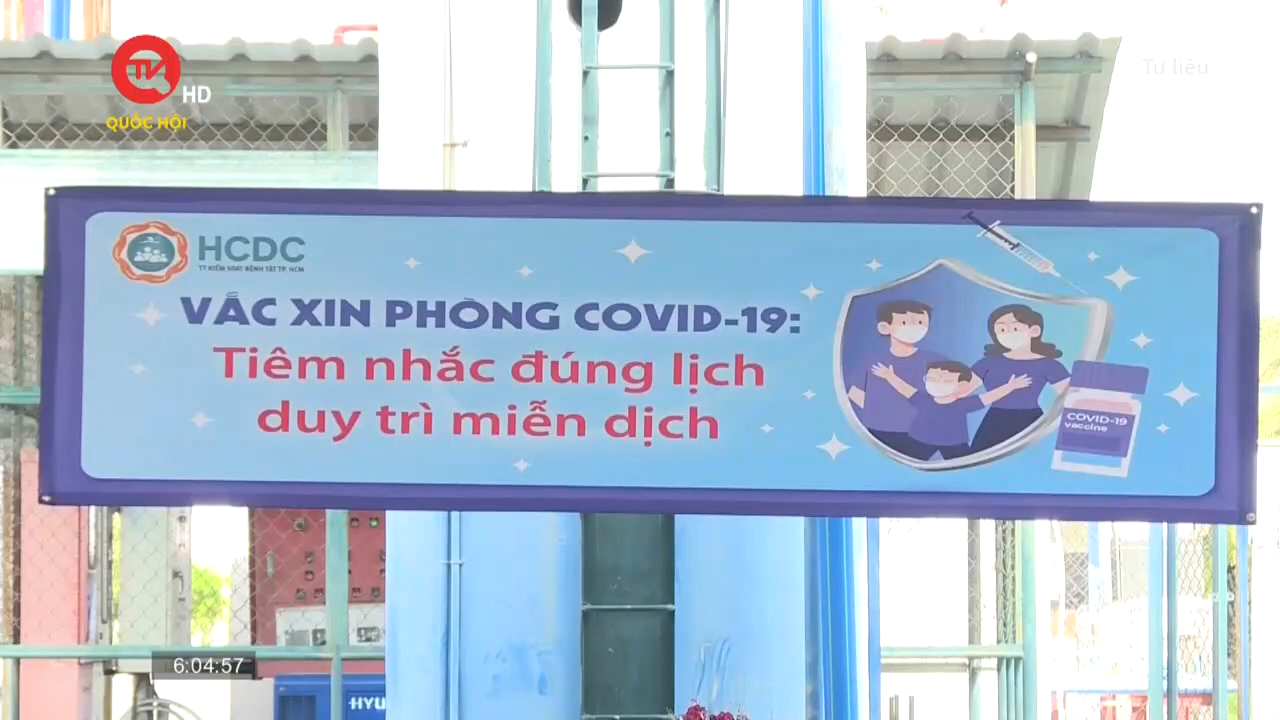 TV
HD
QUỐC HỘI
Tư liệu
HCDC
TT KIỂM SOÁT BỆNH TẬT TP. HCM
VẮC XIN PHÒNG COVID-19:
Tiêm nhắc đúng lịch
duy trì miễn dịch
COVID-19
vaccine
6:04:57
HYU